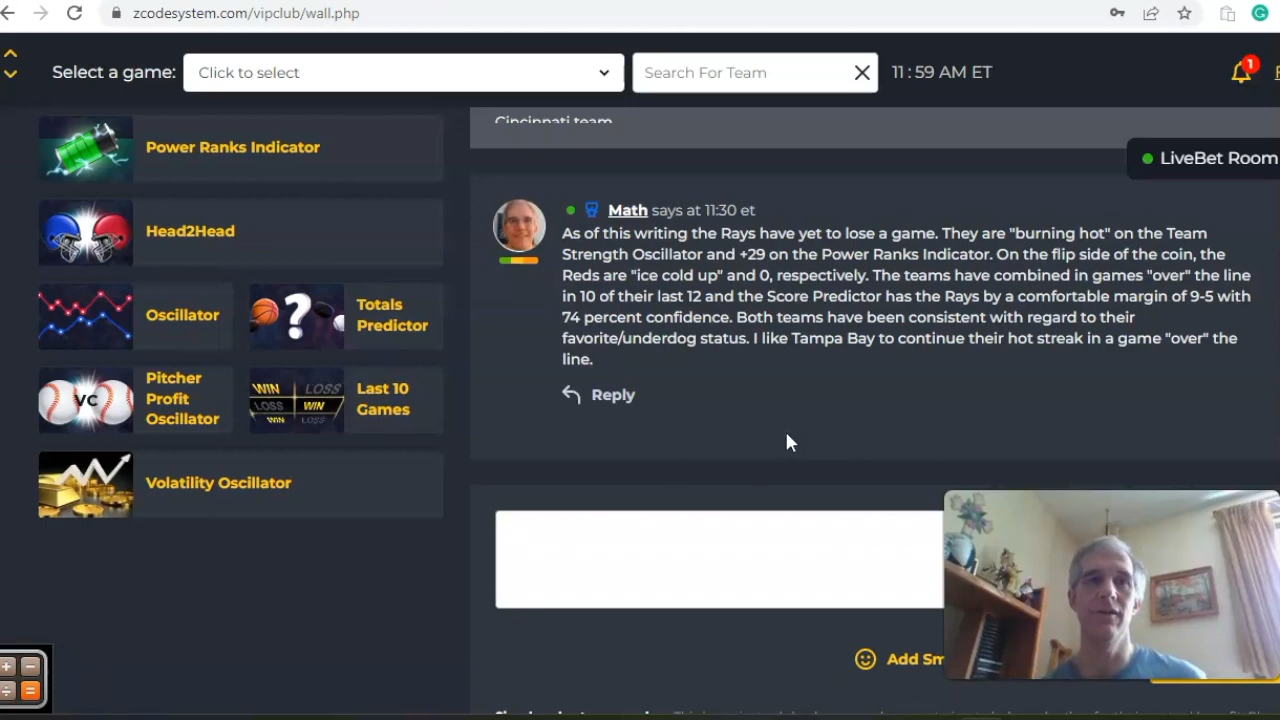 zcodesystem.com/vipclub/wall.php
Select a game:
Click to select
Search For Team
11:59 AM ET
1
Cincinnati team
LiveBet Room
Power Ranks Indicator
Head2Head
Oscillator
Totals
Predictor
?
Pitcher
Profit
Oscillator
VC
Last 10
Games
WIN LOSS
LOSS WIN
WIN LOSS
Volatility Oscillator
Math says at 11:30 et
As of this writing the Rays have yet to lose a game. They are "burning hot" on the Team
Strength Oscillator and +29 on the Power Ranks Indicator. On the flip side of the coin, the
Reds are "ice cold up" and 0, respectively. The teams have combined in games "over" the line
in 10 of their last 12 and the Score Predictor has the Rays by a comfortable margin of 9-5 with
74 percent confidence. Both teams have been consistent with regard to their
favorite/underdog status. I like Tampa Bay to continue their hot streak in a game "over" the
line.
Reply
Add Sm